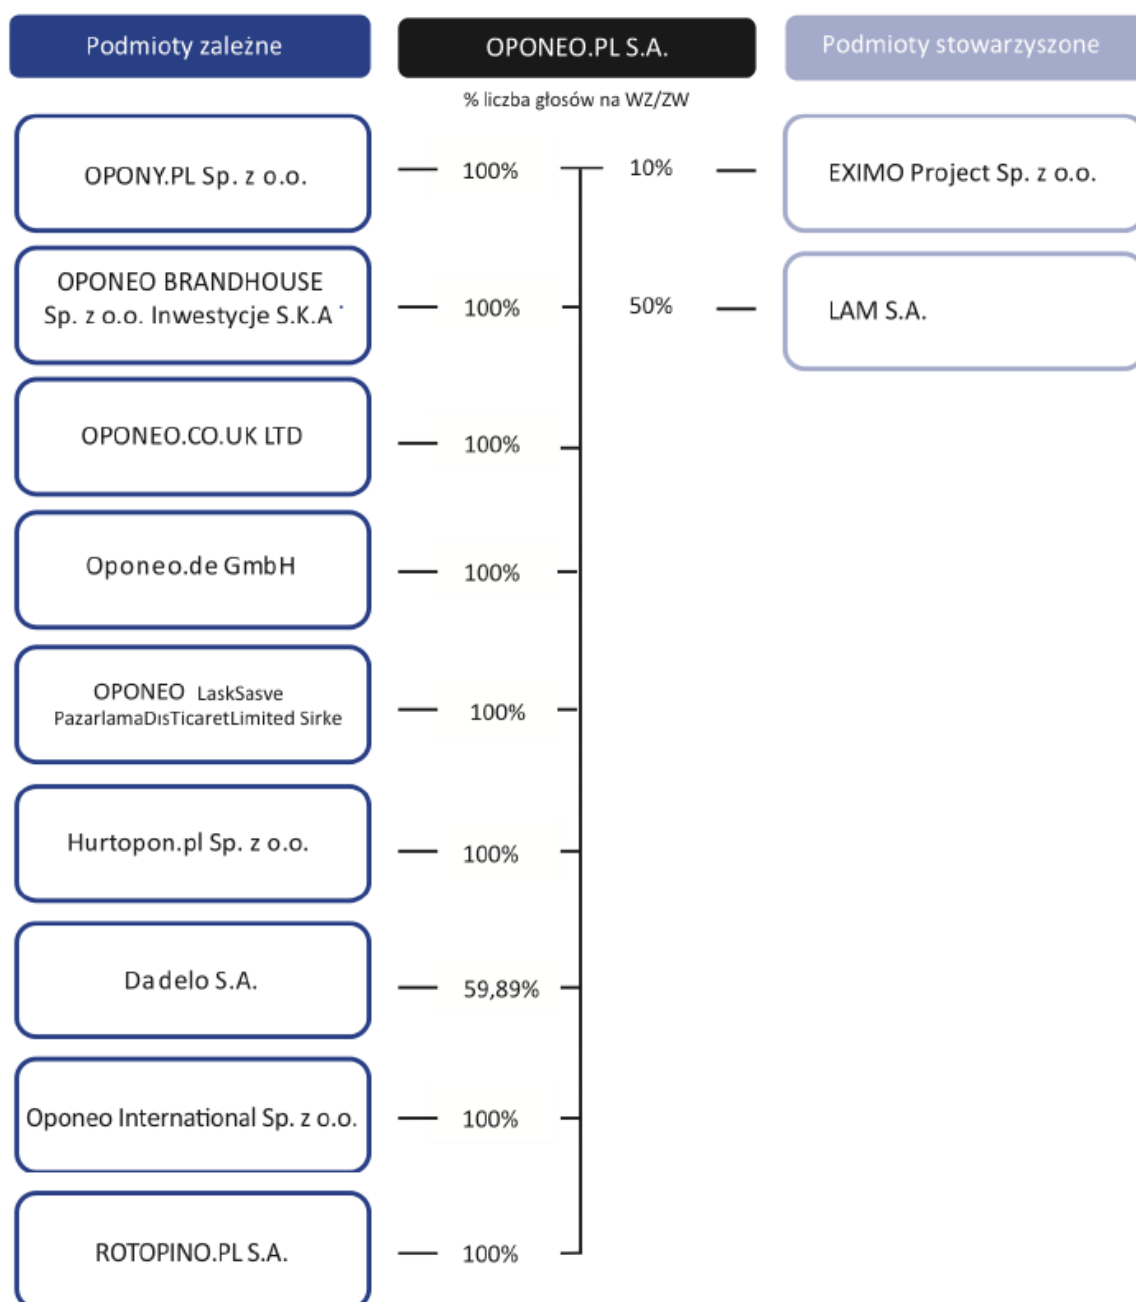 Podmioty zależne
OPONEO.PL S.A.
Podmioty stowarzyszone
% liczba głosów na WZ/ZW
OPONY.PL Sp. z o.o.
100%
10%
EXIMO Project Sp. z o.o.
OPONEO BRANDHOUSE
Sp. z o.o. Inwestycje S.K.A
100%
50%
LAM S.A.
OPONEO.CO.UK LTD
100%
Oponeo.de GmbH
100%
OPONEO LaskSasve
PazarlamaDısTicaretLimited Sirke
100%
Hurtopon.pl Sp. z o.o.
100%
Dadelo S.A.
59,89%
Oponeo International Sp. z o.o.
100%
ROTOPINO.PL S.A.
100%